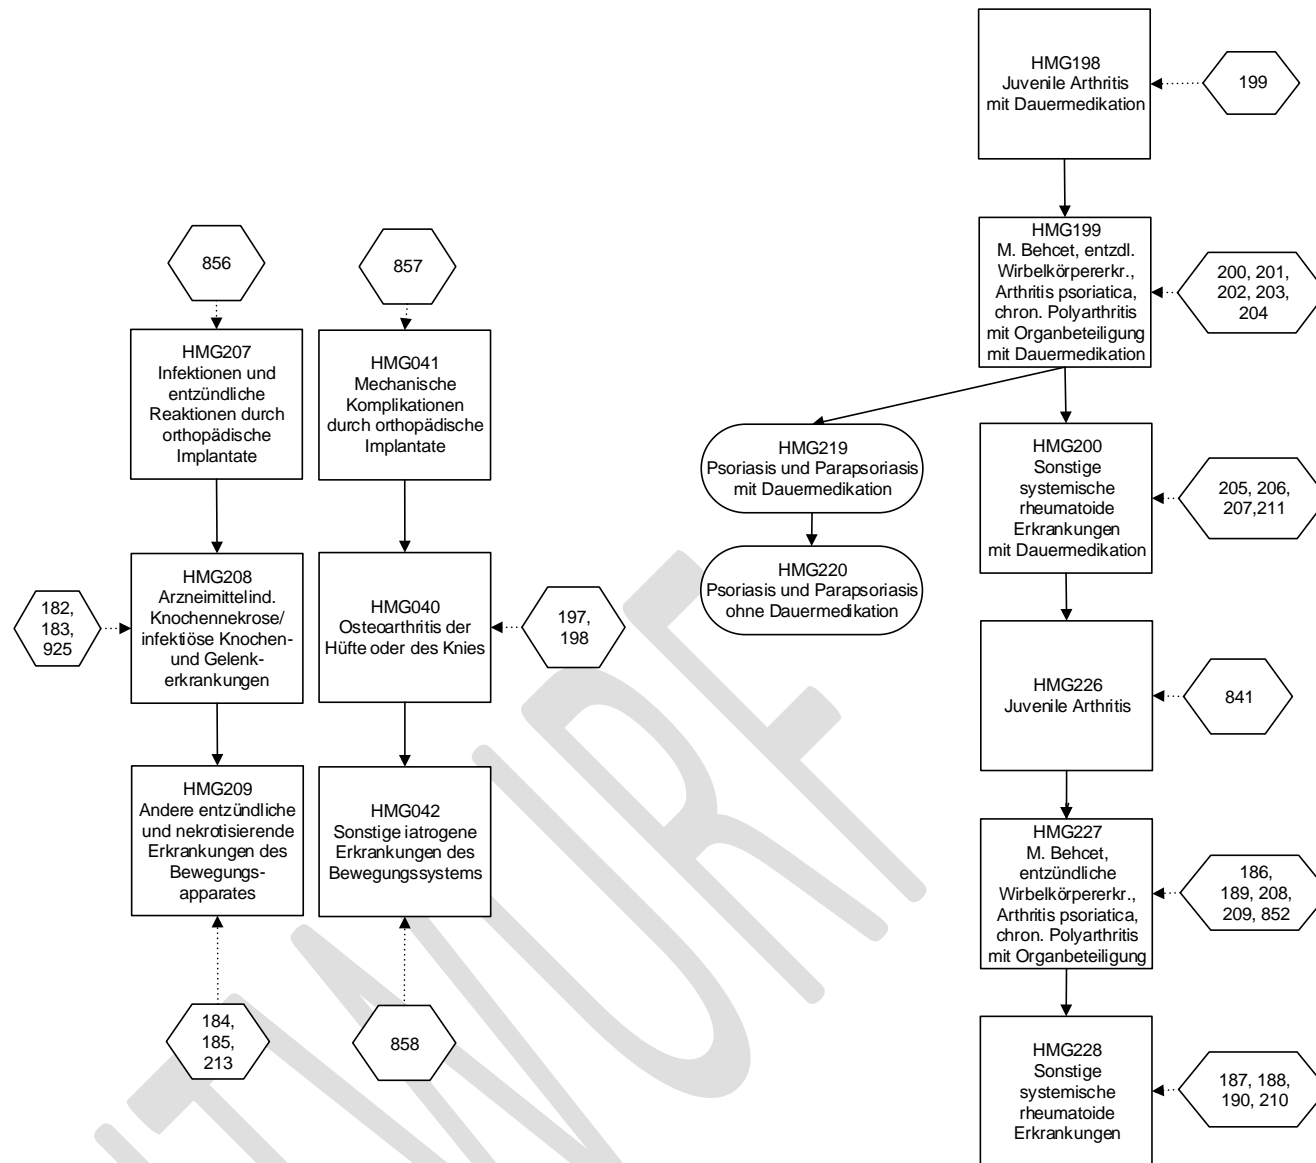 HMG198
Juvenile Arthritis
mit Dauermedikation
199
HMG199
M. Behcet, entzdl.
Wirbelkörpererkr.,
Arthritis psoriatica,
chron. Polyarthritis
mit Organbeteiligung
mit Dauermedikation
200, 201,
202, 203,
204
856
857
HMG207
Infektionen und
entzündliche
Reaktionen durch
orthopädische
Implantate
HMG041
Mechanische
Komplikationen
durch orthopädische
Implantate
HMG219
Psoriasis und Parapsoriasis
mit Dauermedikation
HMG200
Sonstige
systemische
rheumatoide
Erkrankungen
mit Dauermedikation
205, 206,
207,211
HMG220
Psoriasis und Parapsoriasis
ohne Dauermedikation
182,
183,
925
HMG208
Arzneimittelind.
Knochennekrose/
infektiöse Knochen-
und Gelenk-
erkrankungen
HMG040
Osteoarthritis der
Hüfte oder des Knies
197,
198
HMG226
Juvenile Arthritis
841
HMG209
Andere entzündliche
und nekrotisierende
Erkrankungen des
Bewegungs-
apparates
HMG042
Sonstige iatrogene
Erkrankungen des
Bewegungssystems
HMG227
M. Behcet,
entzündliche
Wirbelkörpererkr.,
Arthritis psoriatica,
chron. Polyarthritis
mit Organbeteiligung
186,
189, 208,
209, 852
184,
185,
213
858
HMG228
Sonstige
systemische
rheumatoide
Erkrankungen
187, 188,
190, 210
NTWURF